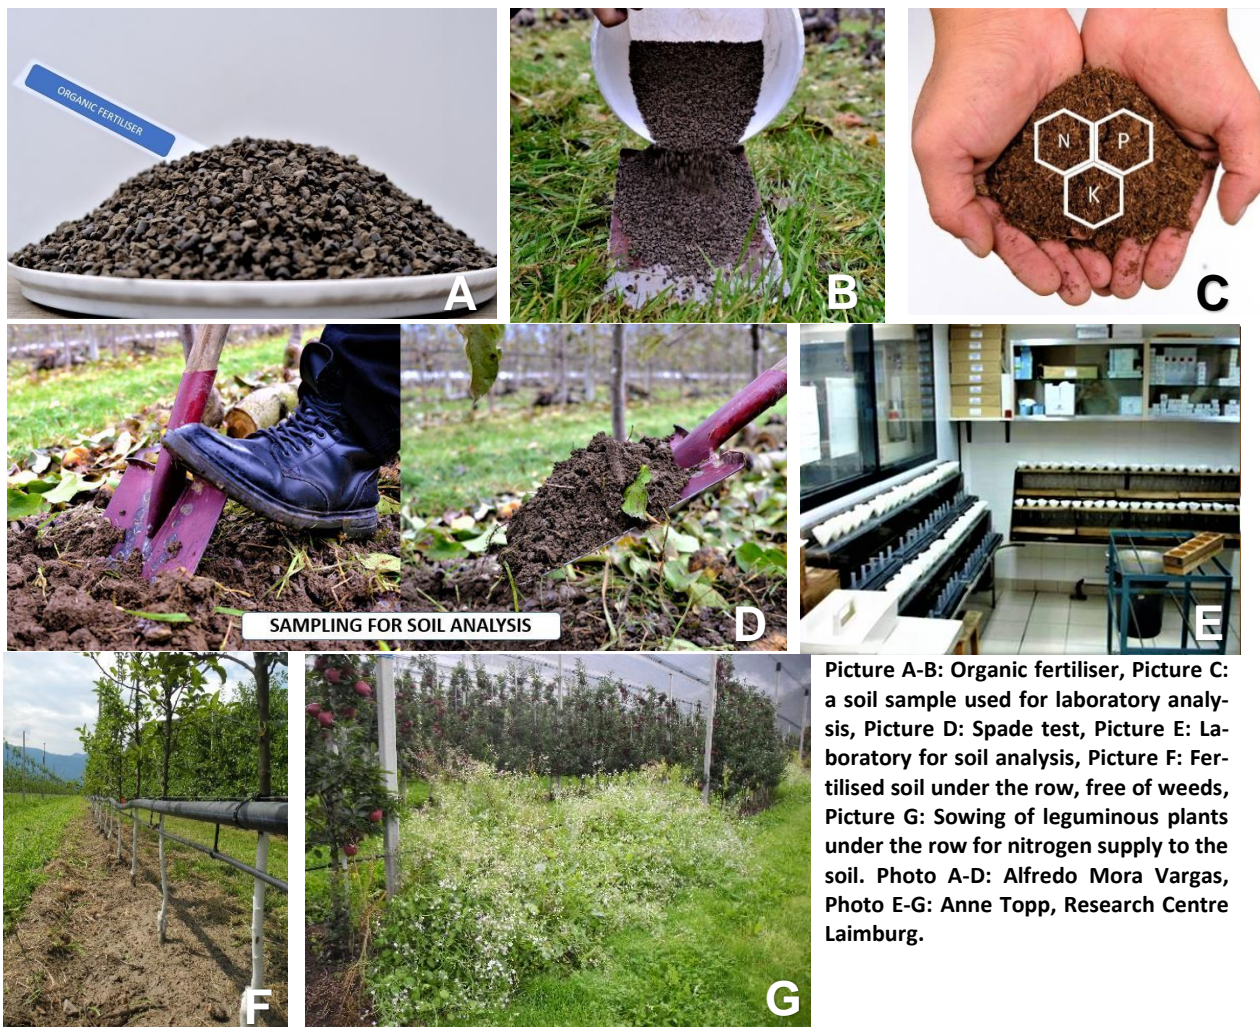 ORGANIC FERTILISER
A
B
N P
K
C
SAMPLING FOR SOIL ANALYSIS
D
E
Picture A-B: Organic fertiliser, Picture C:
a soil sample used for laboratory analy-
sis, Picture D: Spade test, Picture E: La-
boratory for soil analysis, Picture F: Fer-
tilised soil under the row, free of weeds,
Picture G: Sowing of leguminous plants
under the row for nitrogen supply to the
soil. Photo A-D: Alfredo Mora Vargas,
Photo E-G: Anne Topp, Research Centre
Laimburg.
F
G